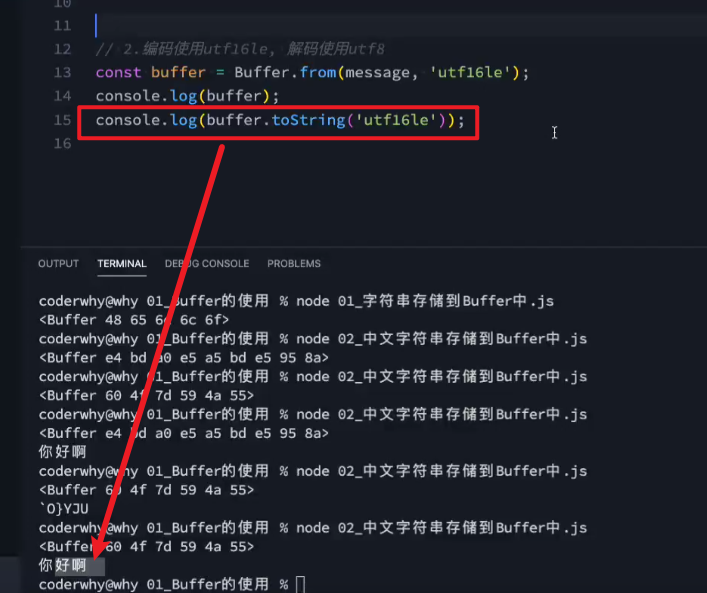 10
11
12 // 2.编码使用utf16le, 解码使用utf8
13 const buffer = Buffer.from(message, 'utf16le');
14 console.log(buffer);
15 console.log(buffer.toString('utf16le'));
16
OUTPUT TERMINAL DEBUG CONSOLE PROBLEMS
coderwhy@why 01_Buffer的使用 % node 01_字符串存储到Buffer中.js
<Buffer 48 65 6c 6c 6f>
coderwhy@why 01_Buffer的使用 % node 02_中文字符串存储到Buffer中.js
<Buffer e4 bd a0 e5 a5 bd e5 95 8a>
coderwhy@why 01_Buffer的使用 % node 02_中文字符串存储到Buffer中.js
<Buffer 60 4f 7d 59 4a 55>
coderwhy@why 01_Buffer的使用 % node 02_中文字符串存储到Buffer中.js
<Buffer e4 bd a0 e5 a5 bd e5 95 8a>
你好啊
coderwhy@why 01_Buffer的使用 % node 02_中文字符串存储到Buffer中.js
<Buffer 60 4f 7d 59 4a 55>
`O}YJU
coderwhy@why 01_Buffer的使用 % node 02_中文字符串存储到Buffer中.js
<Buffer 60 4f 7d 59 4a 55>
你好啊
coderwhy@why 01_Buffer的使用 %